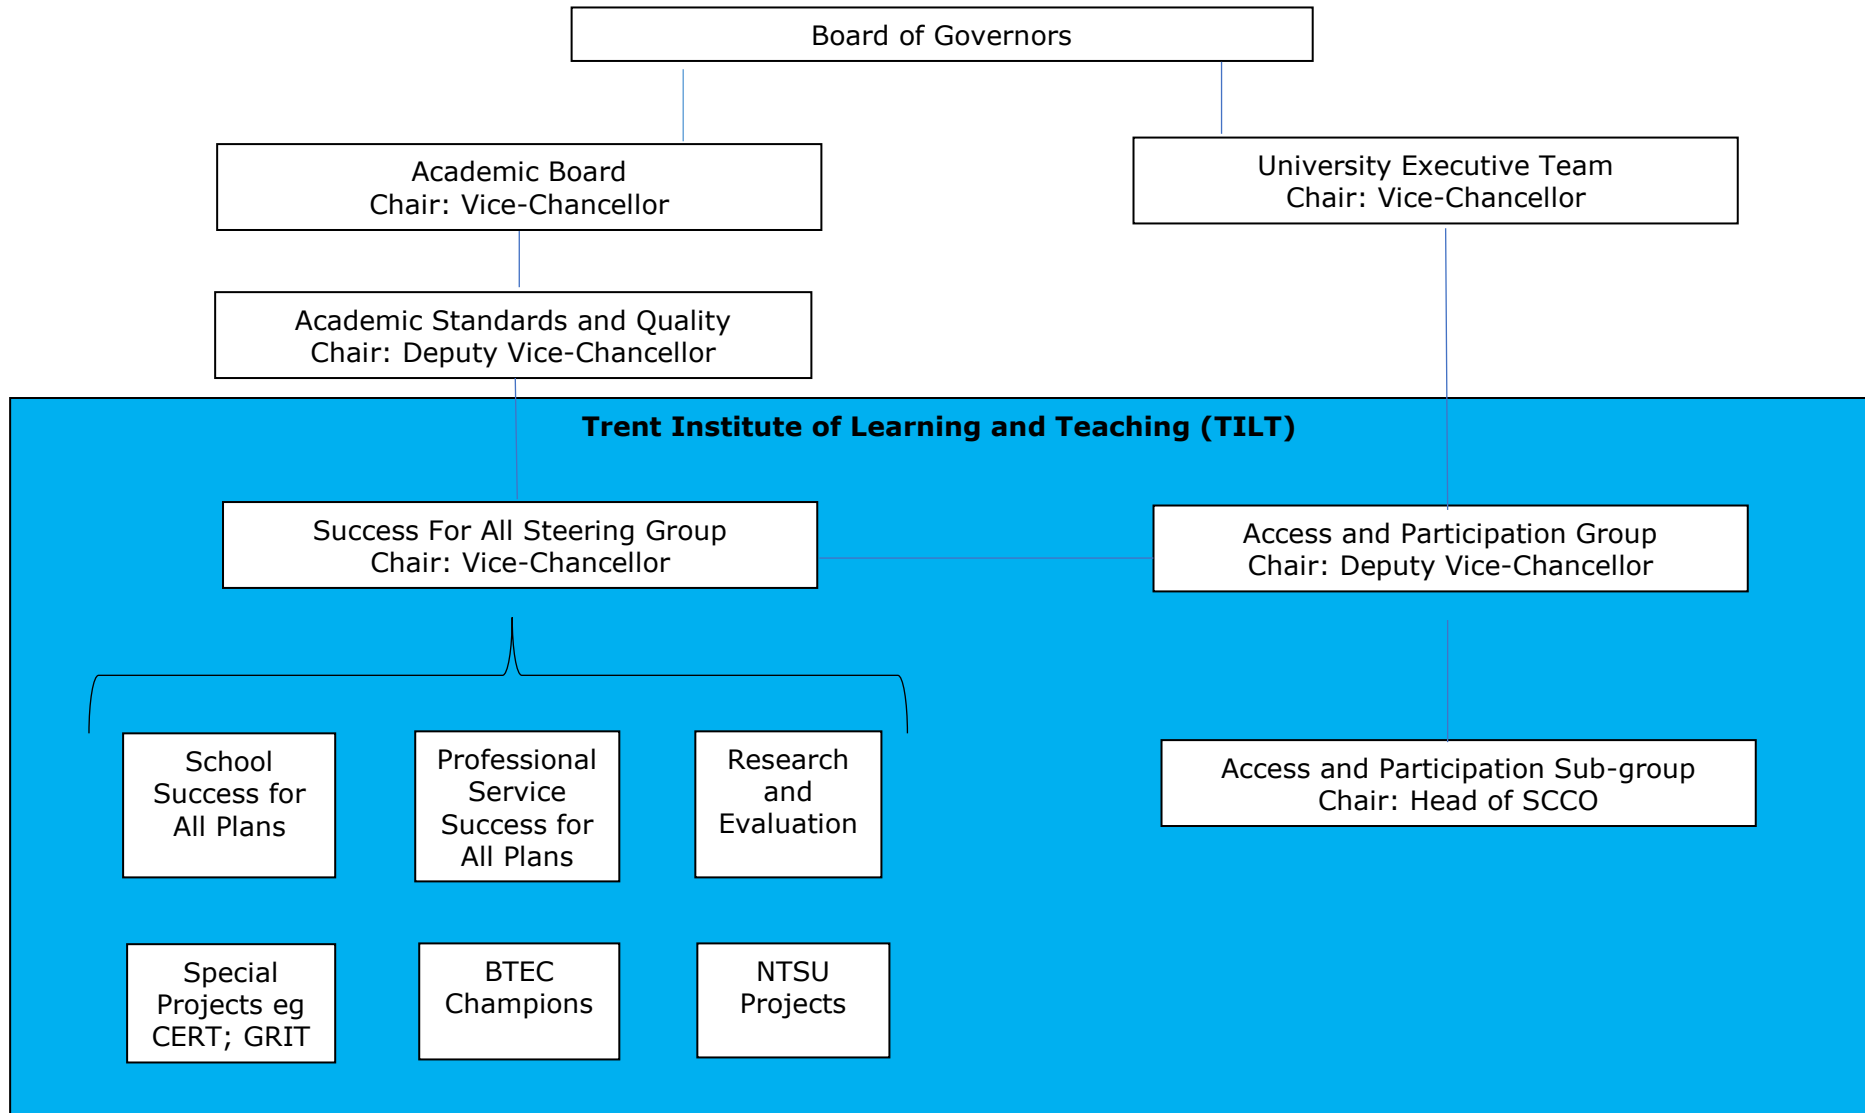 Board of Governors
Academic Board
Chair: Vice-Chancellor
University Executive Team
Chair: Vice-Chancellor
Academic Standards and Quality
Chair: Deputy Vice-Chancellor
Trent Institute of Learning and Teaching (TILT)
Success For All Steering Group
Chair: Vice-Chancellor
Access and Participation Group
Chair: Deputy Vice-Chancellor
School
Success for
All Plans
Professional
Service
Success for
All Plans
Research
and
Evaluation
Access and Participation Sub-group
Chair: Head of SCCO
Special
Projects eg
CERT; GRIT
BTEC
Champions
NTSU
Projects